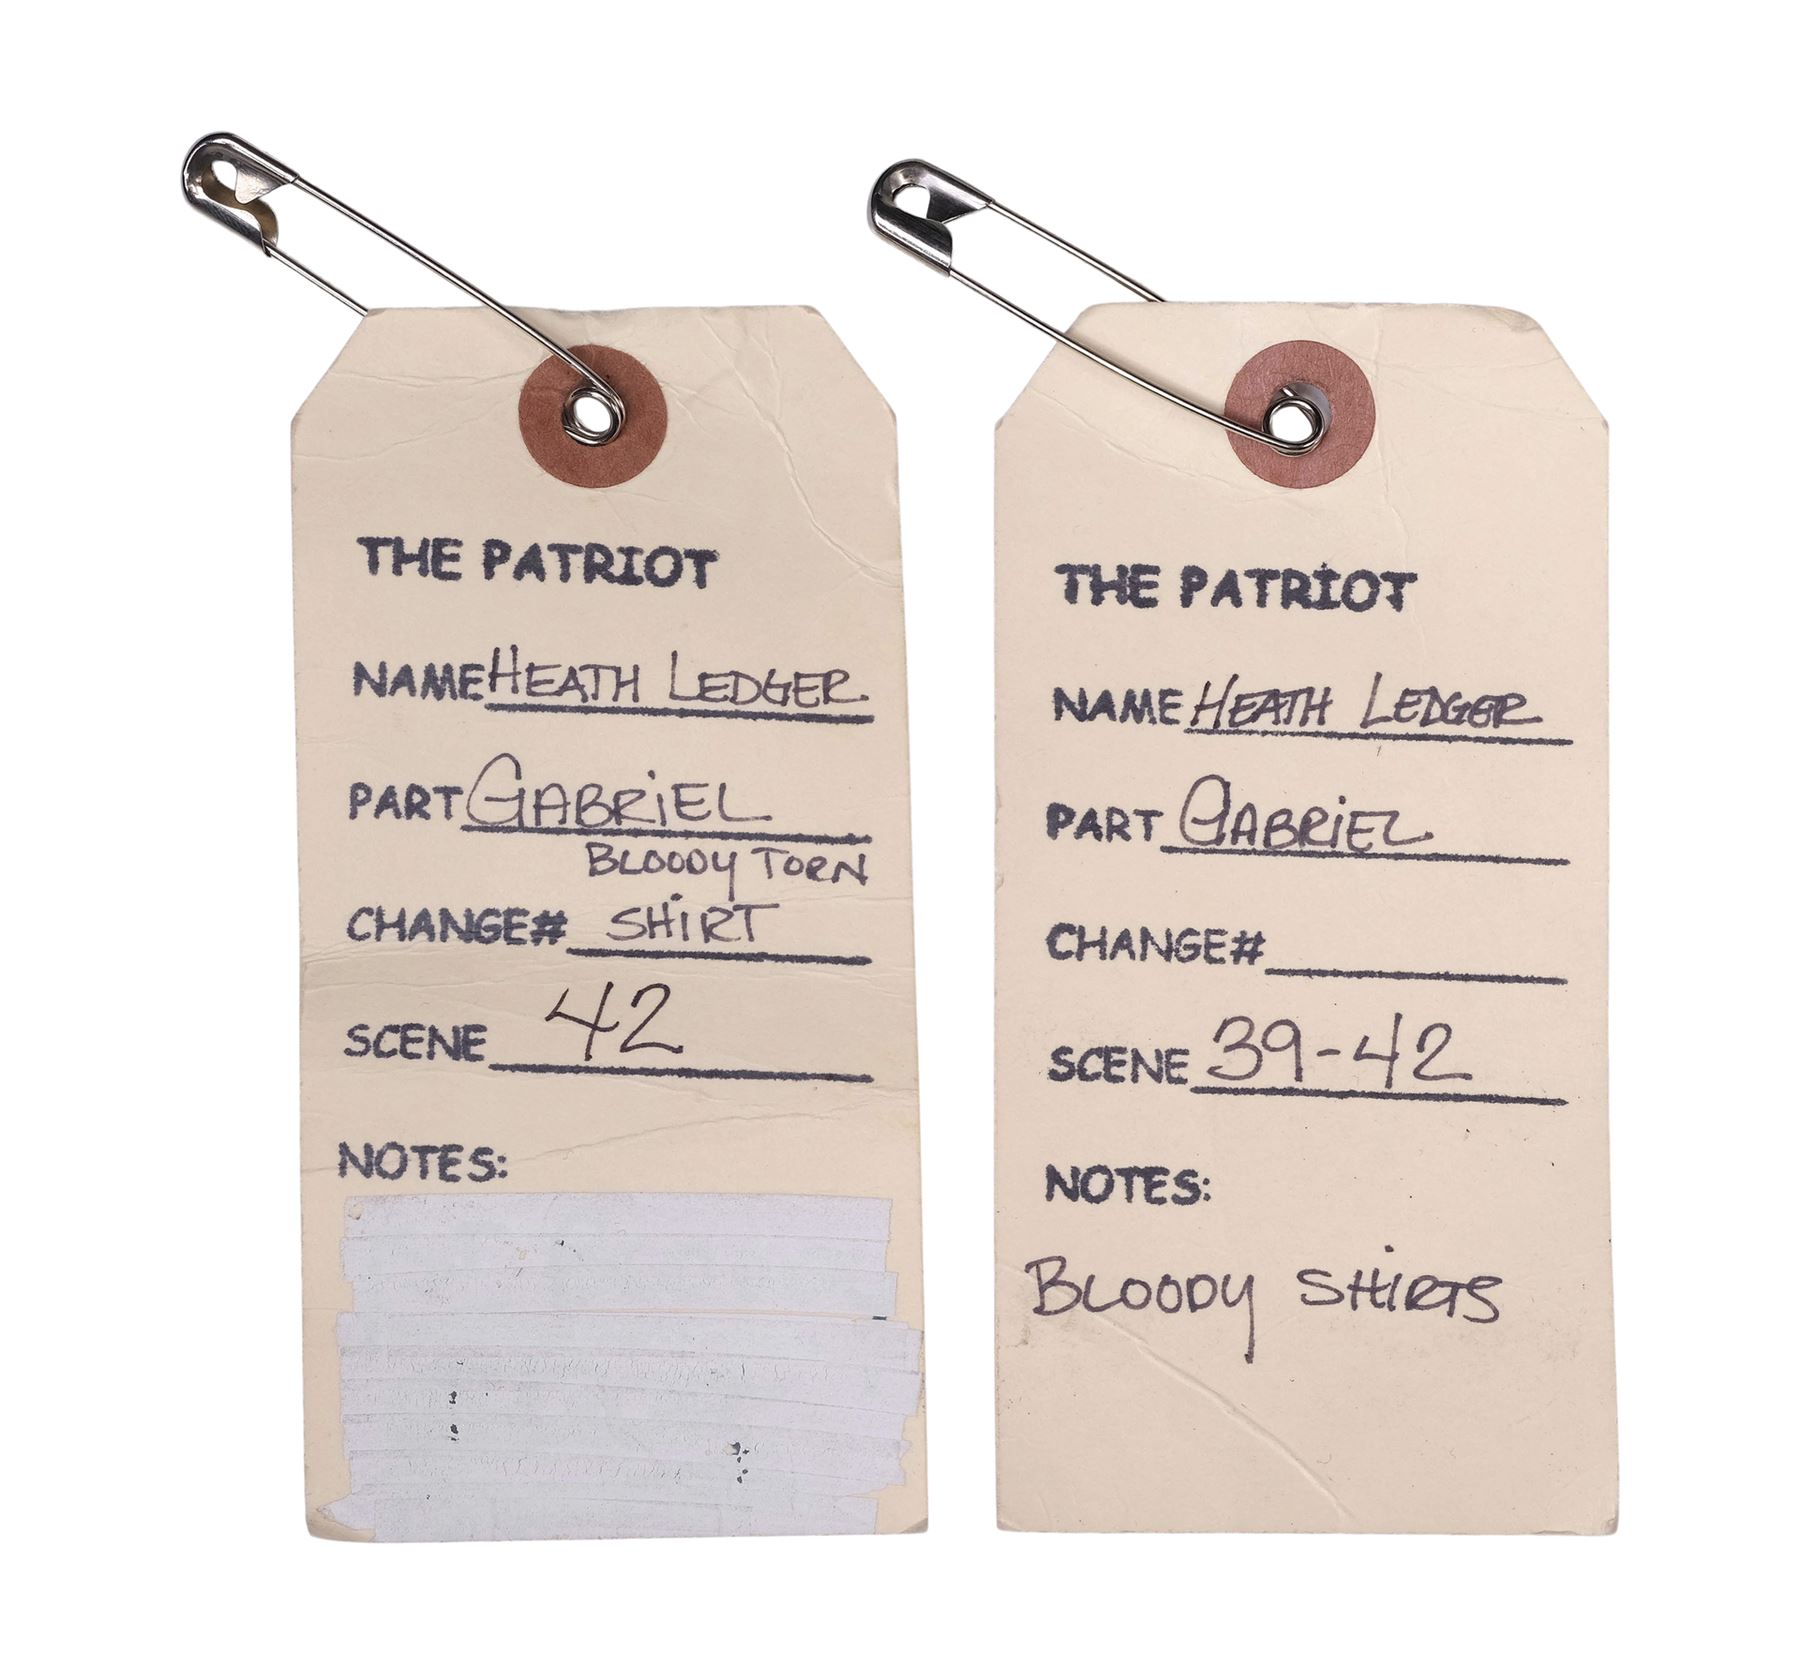 THE PATRIOT
NAME HEATH LEDGER
PART GABRIEL
BLOODY TORN
CHANGE# SHIRT
SCENE 42
NOTES:
THE PATRIOT
NAME HEATH LEDGER
PART GABRIEL
CHANGE#
SCENE 39-42
NOTES:
BLOODY SHIRTS